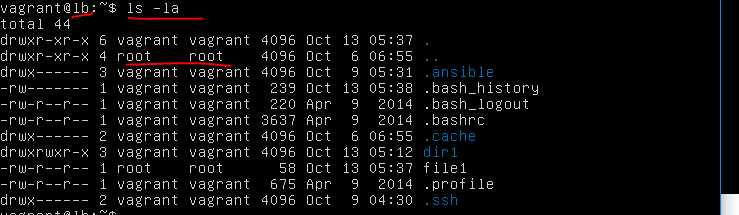 vagrant@lb:~$ ls -la
total 44
drwxr-xr-x 6 vagrant vagrant 4096 Oct 13 05:37 .
drwxr-xr-x 4 root    root    4096 Oct  6 06:55 ..
drwx------ 3 vagrant vagrant 4096 Oct  9 05:31 .ansible
-rw------- 1 vagrant vagrant  239 Oct 13 05:38 .bash_history
-rw-r--r-- 1 vagrant vagrant  220 Apr  9  2014 .bash_logout
-rw-r--r-- 1 vagrant vagrant 3637 Apr  9  2014 .bashrc
drwx------ 2 vagrant vagrant 4096 Oct  6 06:55 .cache
drwxrwxr-x 3 vagrant vagrant 4096 Oct 13 05:12 dir1
-rw-r--r-- 1 root    root      58 Oct 13 05:37 file1
-rw-r--r-- 1 vagrant vagrant  675 Apr  9  2014 .profile
drwx------ 2 vagrant vagrant 4096 Oct  9 04:30 .ssh
vagrant@lb:~$